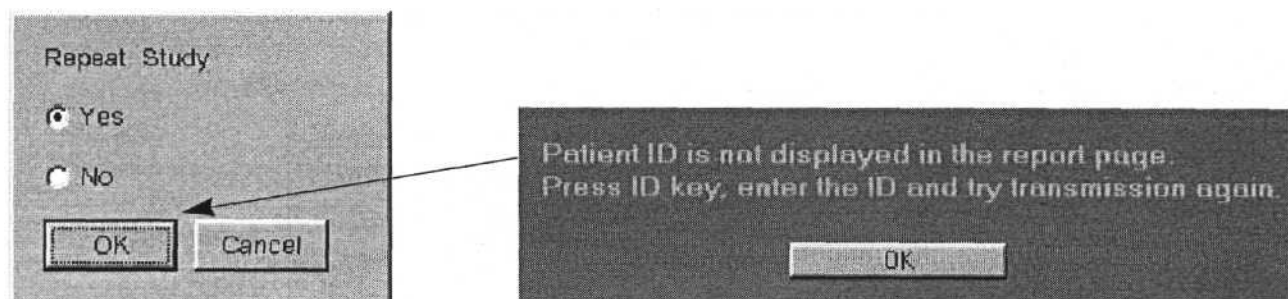 Repeat Study
Yes
No
OK Cancel
Patient ID is not displayed in the report page.
Press ID key, enter the ID and try transmission again
OK